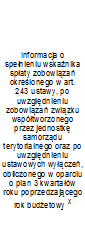 Informacja o
spełnieniu wskaźnika
spłaty zobowiązań
określonego w art.
243 ustawy, po
uwzględnieniu
zobowiązań związku
współtworzonego
przez jednostkę
samorządu
terytorialnego oraz po
uwzględnieniu
ustawowych wyłączeń,
obliczonego w oparciu
o plan 3 kwartałów
roku poprzedzającego
rok budżetowy x